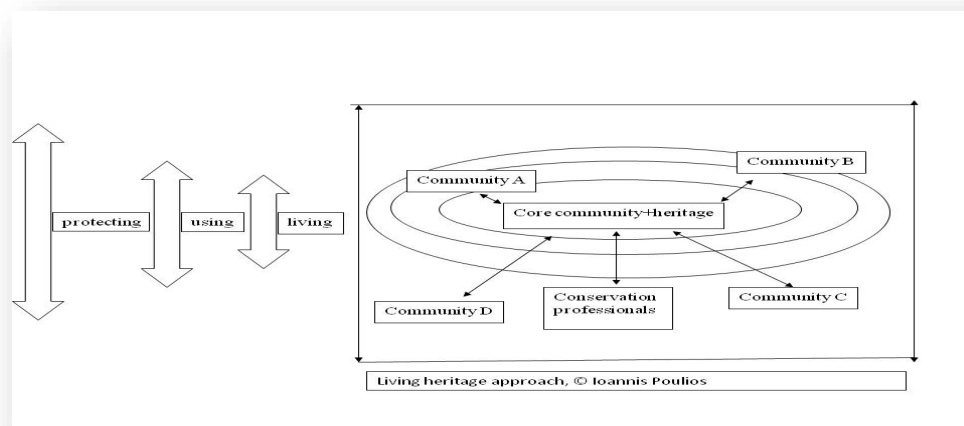 protecting
using
living
Community A
Community B
Core community+heritage
Community D
Conservation
professionals
Community C
Living heritage approach, © Ioannis Poulios